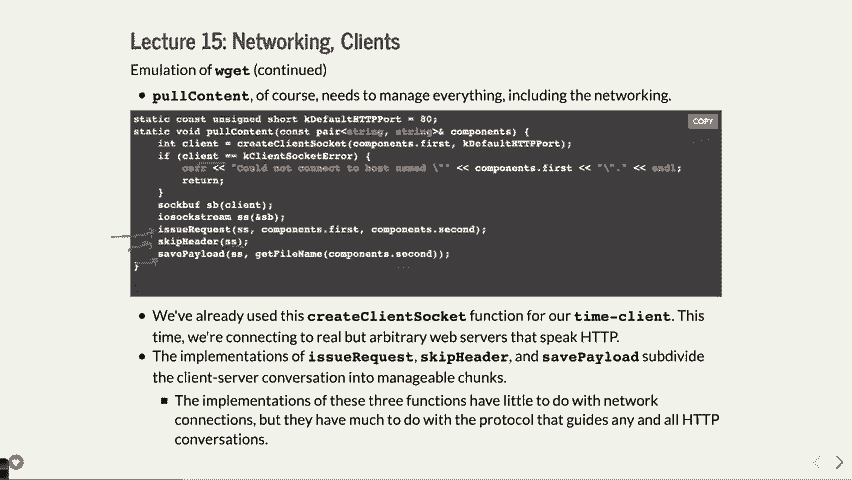 Lecture 15: Networking, Clients
Emulation of wget (continued)
• pullContent, of course, needs to manage everything, including the networking.
COPY
static const unsigned short kDefaultHTTPPort = 80;
static void pullContent(const pair<string, string>& components) {
int client = createClientSocket(components.first, kDefaultHTTPPort);
if (client == kClientSocketError) {
cerr << "Could not connect to host named \"" << components.first << "\"." << endl;
return;
}
sockbuf sb(client);
iosockstream ss(&sb);
issueRequest(ss, components.first, components.second);
skipHeader(ss);
savePayload(ss, getFileName(components.second));
}
• We've already used this createClientSocket function for our time-client. This
time, we're connecting to real but arbitrary web servers that speak HTTP.
• The implementations of issueRequest, skipHeader, and savePayload subdivide
the client-server conversation into manageable chunks.
▪ The implementations of these three functions have little to do with network
connections, but they have much to do with the protocol that guides any and all HTTP
conversations.